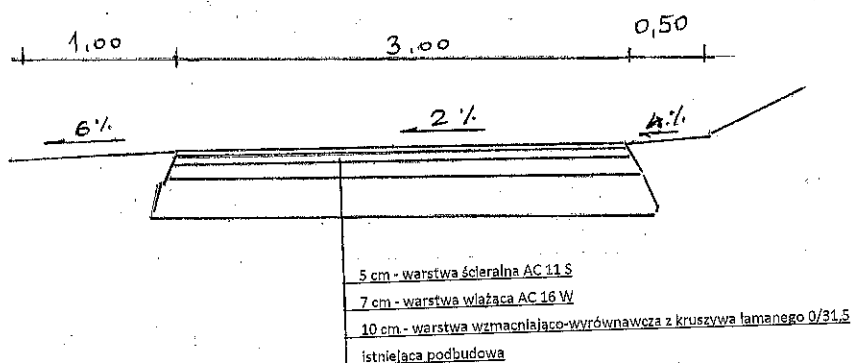 1,00 3,00 0,50
6% 2% 4%
5 cm - warstwa ścieralna AC 11 S
7 cm - warstwa wiążąca AC 16 W
10 cm - warstwa wzmacniająco-wyrównawcza z kruszywa łamanego 0/31,5
istniejąca podbudowa